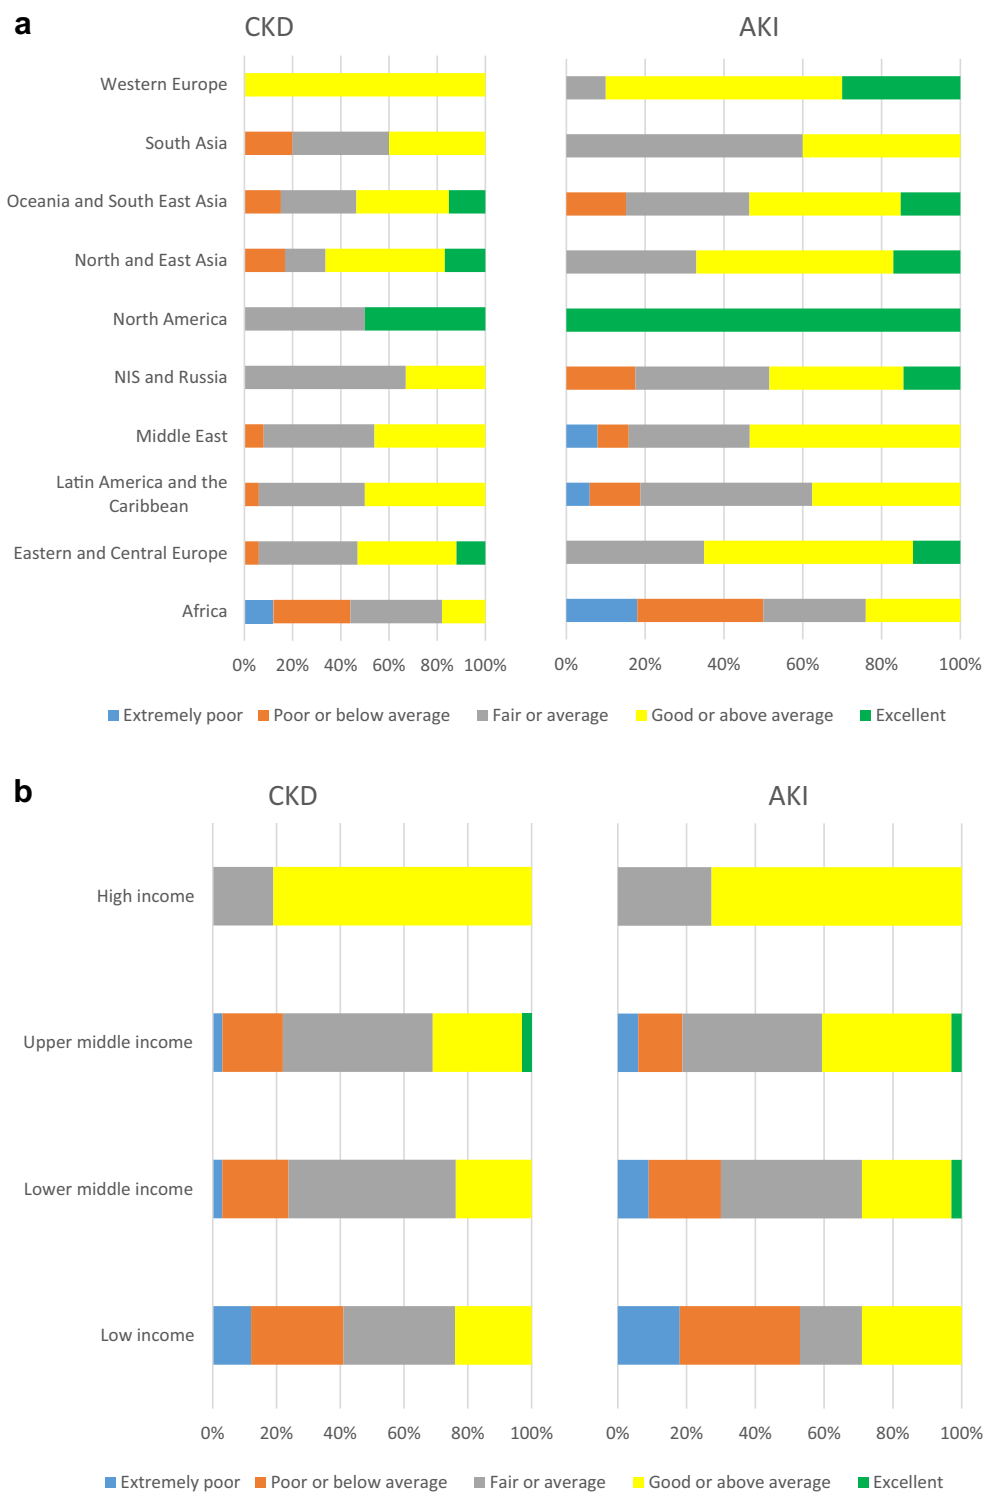 a
CKD
AKI
Western Europe
South Asia
Oceania and South East Asia
North and East Asia
North America
NIS and Russia
Middle East
Latin America and the
Caribbean
Eastern and Central Europe
Africa
0% 20% 40% 60% 80% 100%
0% 20% 40% 60% 80% 100%
Extremely poor Poor or below average Fair or average Good or above average Excellent
b
CKD
AKI
High income
Upper middle income
Lower middle income
Low income
0% 20% 40% 60% 80% 100%
0% 20% 40% 60% 80% 100%
Extremely poor Poor or below average Fair or average Good or above average Excellent